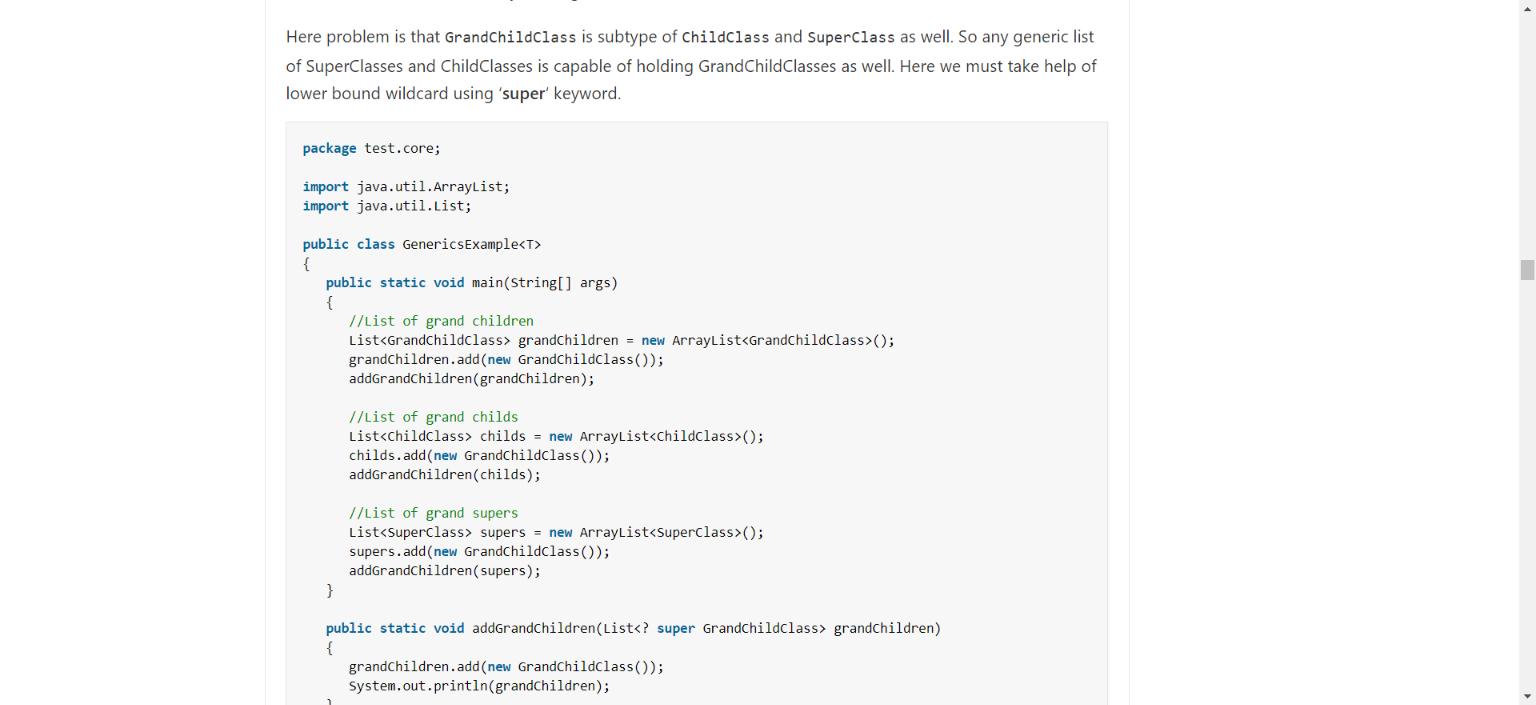 Here problem is that GrandChildClass is subtype of ChildClass and SuperClass as well. So any generic list
of SuperClasses and ChildClasses is capable of holding GrandChildClasses as well. Here we must take help of
lower bound wildcard using ‘super’ keyword.
package test.core;
import java.util.ArrayList;
import java.util.List;
public class GenericsExample<T>
{
public static void main(String[] args)
{
//List of grand children
List<GrandChildClass> grandChildren = new ArrayList<GrandChildClass>();
grandChildren.add(new GrandChildClass());
addGrandChildren(grandChildren);
//List of grand childs
List<ChildClass> childs = new ArrayList<ChildClass>();
childs.add(new GrandChildClass());
addGrandChildren(childs);
//List of grand supers
List<SuperClass> supers = new ArrayList<SuperClass>();
supers.add(new GrandChildClass());
addGrandChildren(supers);
}
public static void addGrandChildren(List<? super GrandChildClass> grandChildren)
{
grandChildren.add(new GrandChildClass());
System.out.println(grandChildren);
}